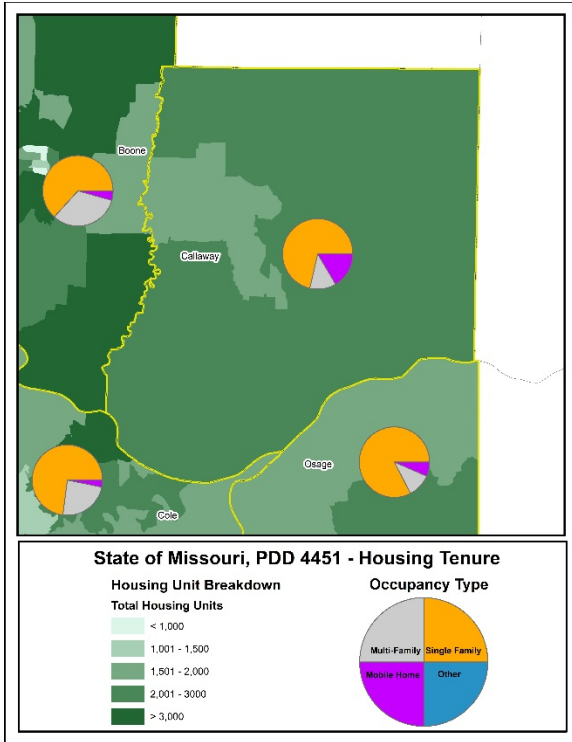 Boone
Callaway
Osage
Cole
State of Missouri, PDD 4451 - Housing Tenure
Housing Unit Breakdown
Total Housing Units
< 1,000
1,001 - 1,500
1,501 - 2,000
2,001 - 3000
> 3,000
Occupancy Type
Multi-Family
Single Family
Mobile Home
Other